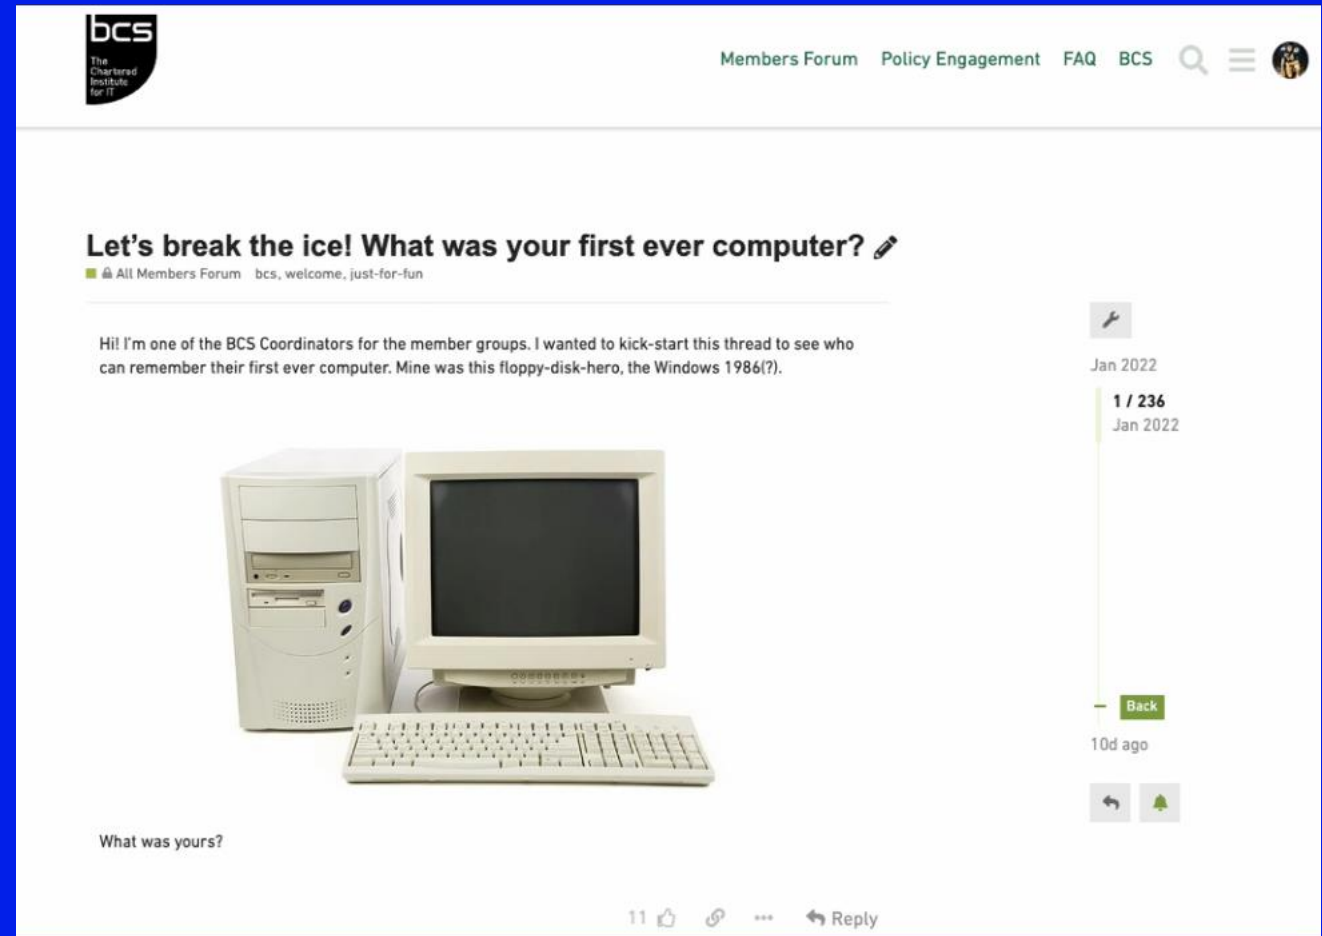 bcs
The
Chartered
Institute
for IT
Members Forum Policy Engagement FAQ BCS
Let's break the ice! What was your first ever computer?
All Members Forum bcs, welcome, just-for-fun
Hi! I'm one of the BCS Coordinators for the member groups. I wanted to kick-start this thread to see who
can remember their first ever computer. Mine was this floppy-disk-hero, the Windows 1986(?).
Jan 2022
1 / 236
Jan 2022
Back
10d ago
What was yours?
11 ... Reply